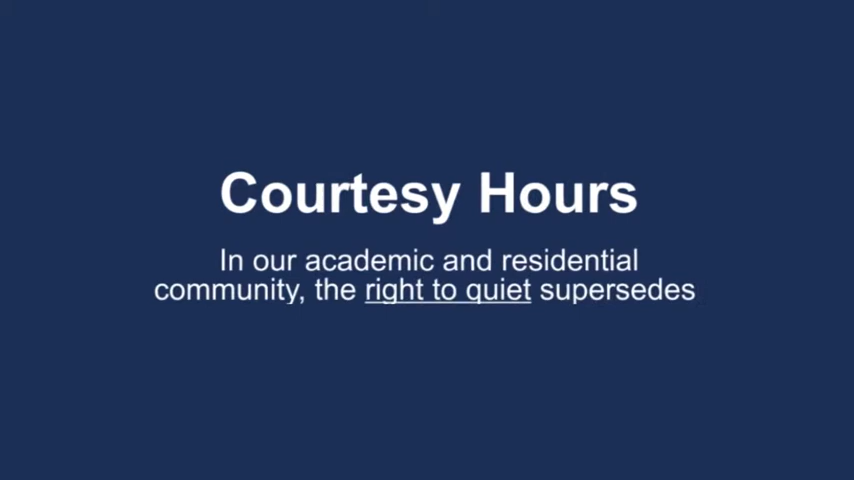 Courtesy Hours
In our academic and residential
community, the right to quiet supersedes